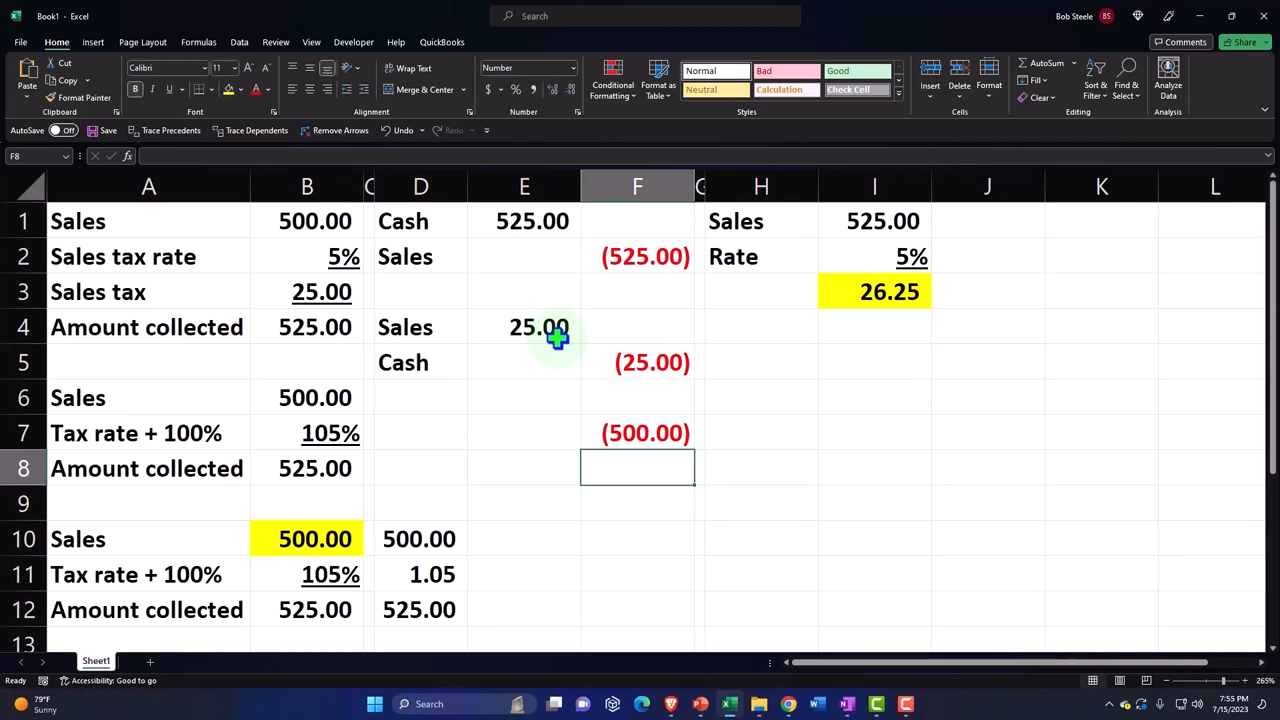 Book1 - Excel
Search
Bob Steele BS
File Home Insert Page Layout Formulas Data Review View Developer Help QuickBooks
Comments Share
Paste
Cut
Copy
Format Painter
Clipboard
Calibri 11
Font
Wrap Text
Merge & Center
Alignment
Number
Number
Conditional Formatting
Format as Table
Normal Bad Good
Neutral Calculation Check Cell
Styles
Insert Delete Format
Cells
AutoSum
Fill
Clear
Sort & Filter
Find & Select
Editing
Analyze Data
Analysis
AutoSave Off Save Trace Precedents Trace Dependents Remove Arrows Undo Redo
F8 fx
A B C D E F G H I J K L
1 Sales 500.00 Cash 525.00 Sales 525.00
2 Sales tax rate 5% Sales (525.00) Rate 5%
3 Sales tax 25.00 26.25
4 Amount collected 525.00 Sales 25.00
5 Cash (25.00)
6 Sales 500.00
7 Tax rate + 100% 105% (500.00)
8 Amount collected 525.00
9
10 Sales 500.00 500.00
11 Tax rate + 100% 105% 1.05
12 Amount collected 525.00 525.00
13
Sheet1
Ready Accessibility: Good to go 265%
79°F
Sunny
Search
7:55 PM
7/15/2023